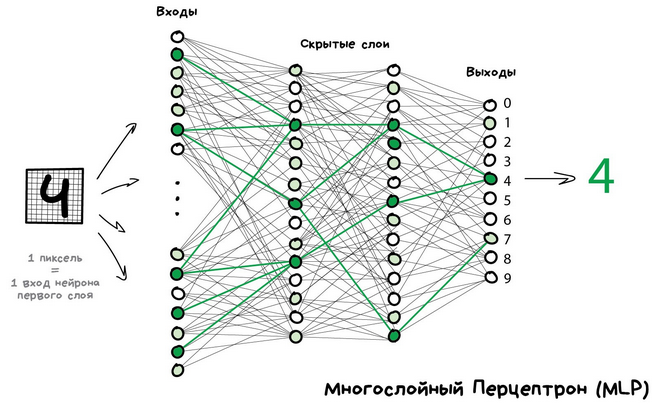 Входы
Скрытые слои
Выходы
0
1
2
3
4
5
6
7
8
9
4
4
1 пиксель
=
1 вход нейрона
первого слоя
Многослойный Перцептрон (MLP)